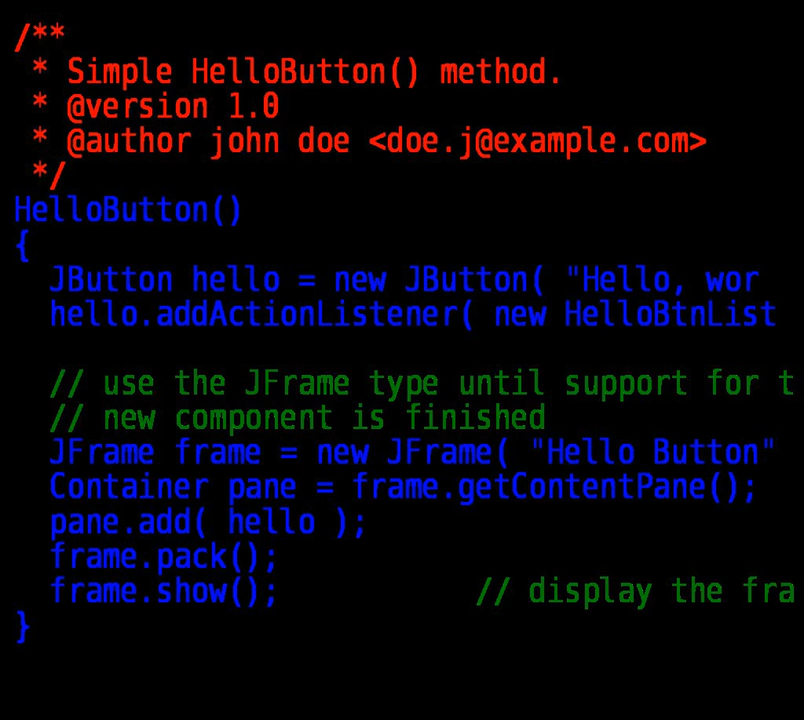 /**
 * Simple HelloButton() method.
 * @version 1.0
 * @author john doe <doe.j@example.com>
 */
HelloButton()
{
  JButton hello = new JButton( "Hello, wor
  hello.addActionListener( new HelloBtnList

  // use the JFrame type until support for t
  // new component is finished
  JFrame frame = new JFrame( "Hello Button"
  Container pane = frame.getContentPane();
  pane.add( hello );
  frame.pack();
  frame.show();           // display the fra
}